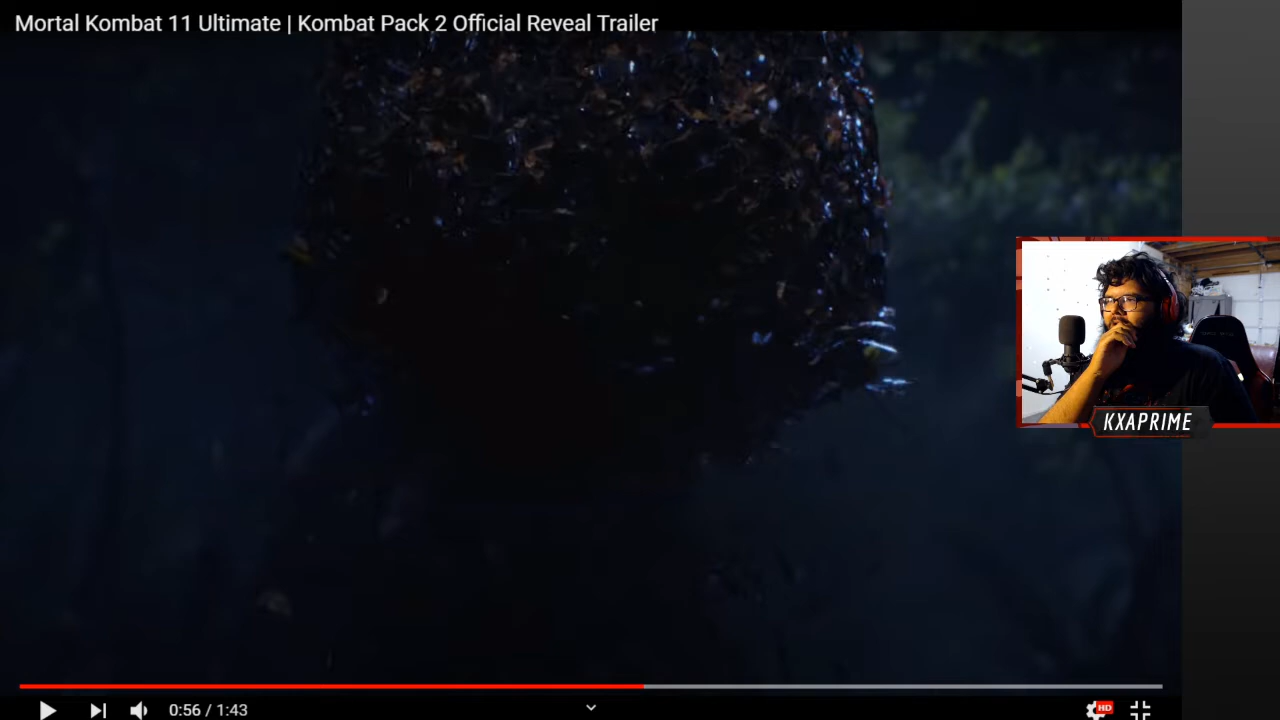 Mortal Kombat 11 Ultimate | Kombat Pack 2 Official Reveal Trailer
KXAPRIME
0:56 / 1:43
HD